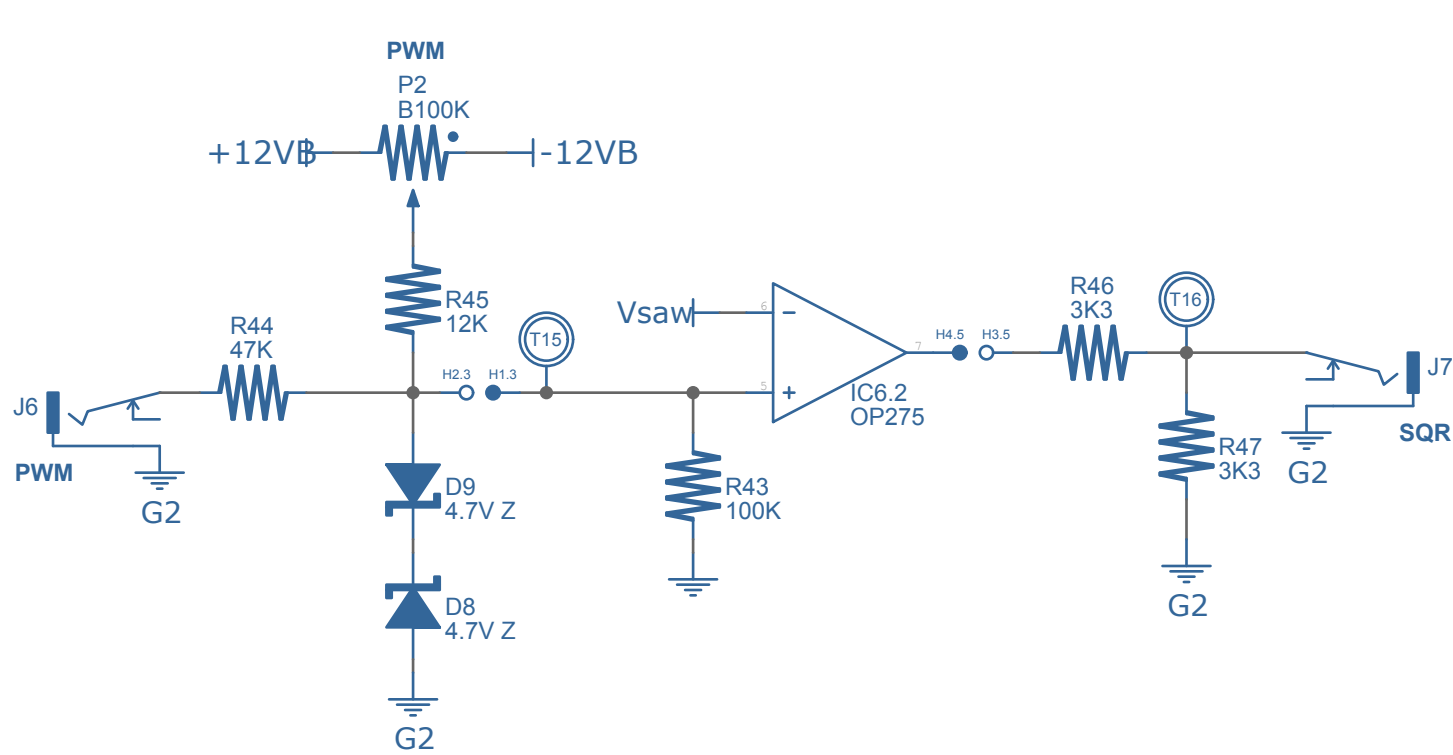 PWM
P2
B100K
+12VB
-12VB
R45
12K
Vsaw
6
T15
T16
R46
3K3
R44
47K
H2.3
H1.3
7
H4.5
H3.5
J6
5
IC6.2
OP275
J7
PWM
G2
D9
4.7V Z
R43
100K
R47
3K3
G2
SQR
D8
4.7V Z
G2
G2